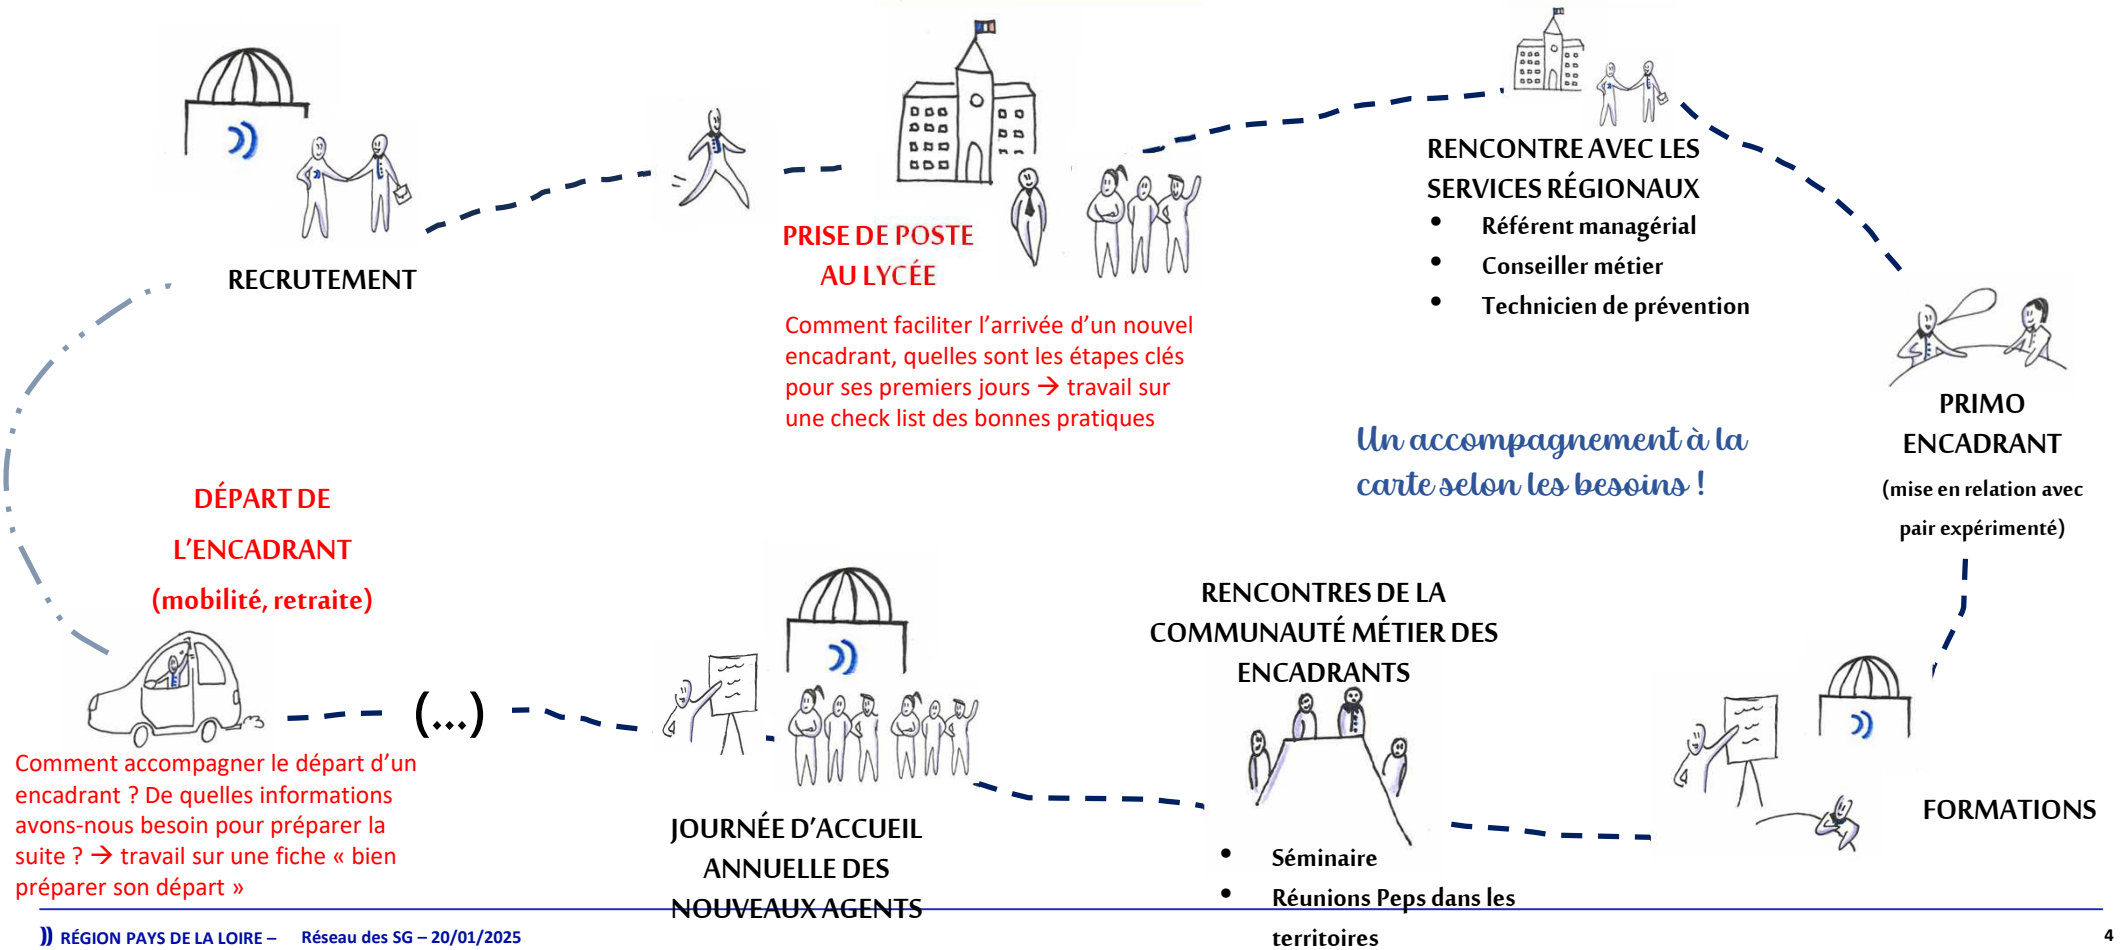 RECRUTEMENT
PRISE DE POSTE
AU LYCÉE
Comment faciliter l’arrivée d’un nouvel
encadrant, quelles sont les étapes clés
pour ses premiers jours → travail sur
une check list des bonnes pratiques
RENCONTRE AVEC LES
SERVICES RÉGIONAUX
• Référent managérial
• Conseiller métier
• Technicien de prévention
PRIMO
ENCADRANT
(mise en relation avec
pair expérimenté)
Un accompagnement à la
carte selon les besoins !
FORMATIONS
RENCONTRES DE LA
COMMUNAUTÉ MÉTIER DES
ENCADRANTS
• Séminaire
• Réunions Peps dans les
territoires
JOURNÉE D’ACCUEIL
ANNUELLE DES
NOUVEAUX AGENTS
(…)
DÉPART DE
L’ENCADRANT
(mobilité, retraite)
Comment accompagner le départ d’un
encadrant ? De quelles informations
avons-nous besoin pour préparer la
suite ? → travail sur une fiche « bien
préparer son départ »
RÉGION PAYS DE LA LOIRE – Réseau des SG – 20/01/2025
4